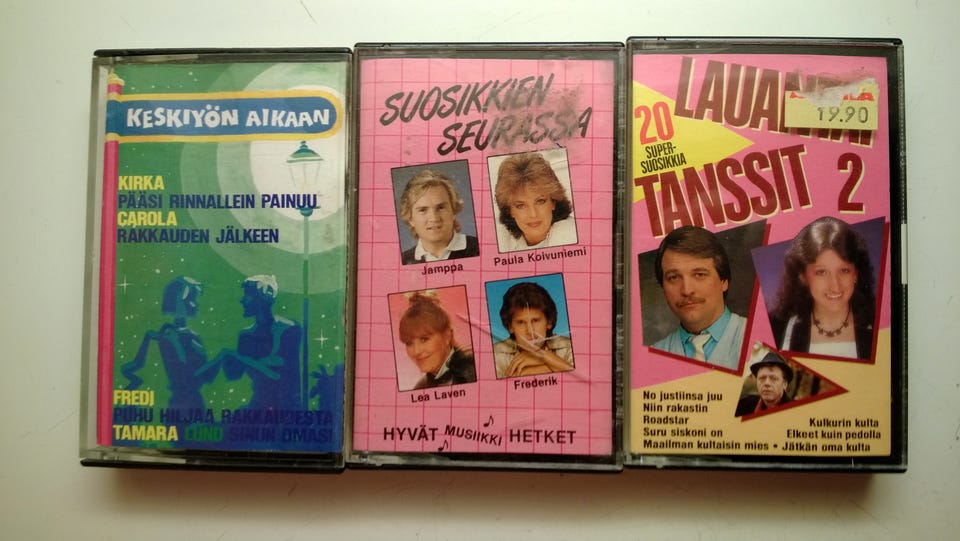 KESKIYÖN AIKAAN
KIRKA
PÄÄSI RINNALLEIN PAINUU
CAROLA
RAKKAUDEN JÄLKEEN
FREDI
PUHU HILJAA RAKKAUDESTA
TAMARA LUND SINUN OMASI
SUOSIKKIEN
SEURASSA
Jamppa
Paula Koivuniemi
Lea Laven
Frederik
HYVÄT MUSIIKKI HETKET
19.90
20
SUPER-
SUOSIKKIA
TANSSIT 2
No justiinsa juu
Niin rakastin
Roadstar
Suru siskoni on
Maailman kultaisin mies • Jätkän oma kulta
Kulkurin kulta
Elkeet kuin pedolla